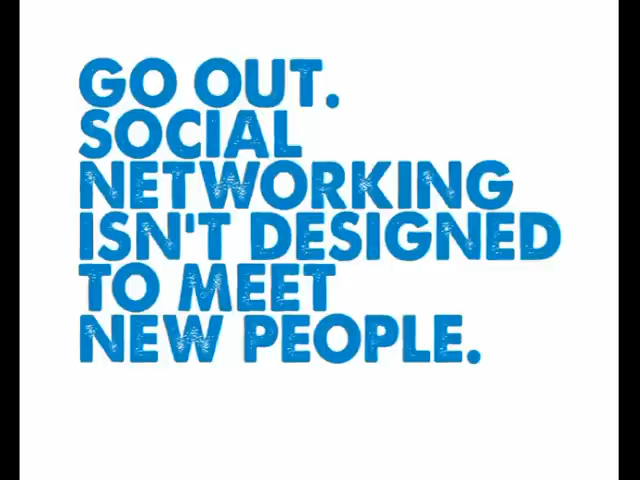 GO OUT.
SOCIAL
NETWORKING
ISN'T DESIGNED
TO MEET
NEW PEOPLE.